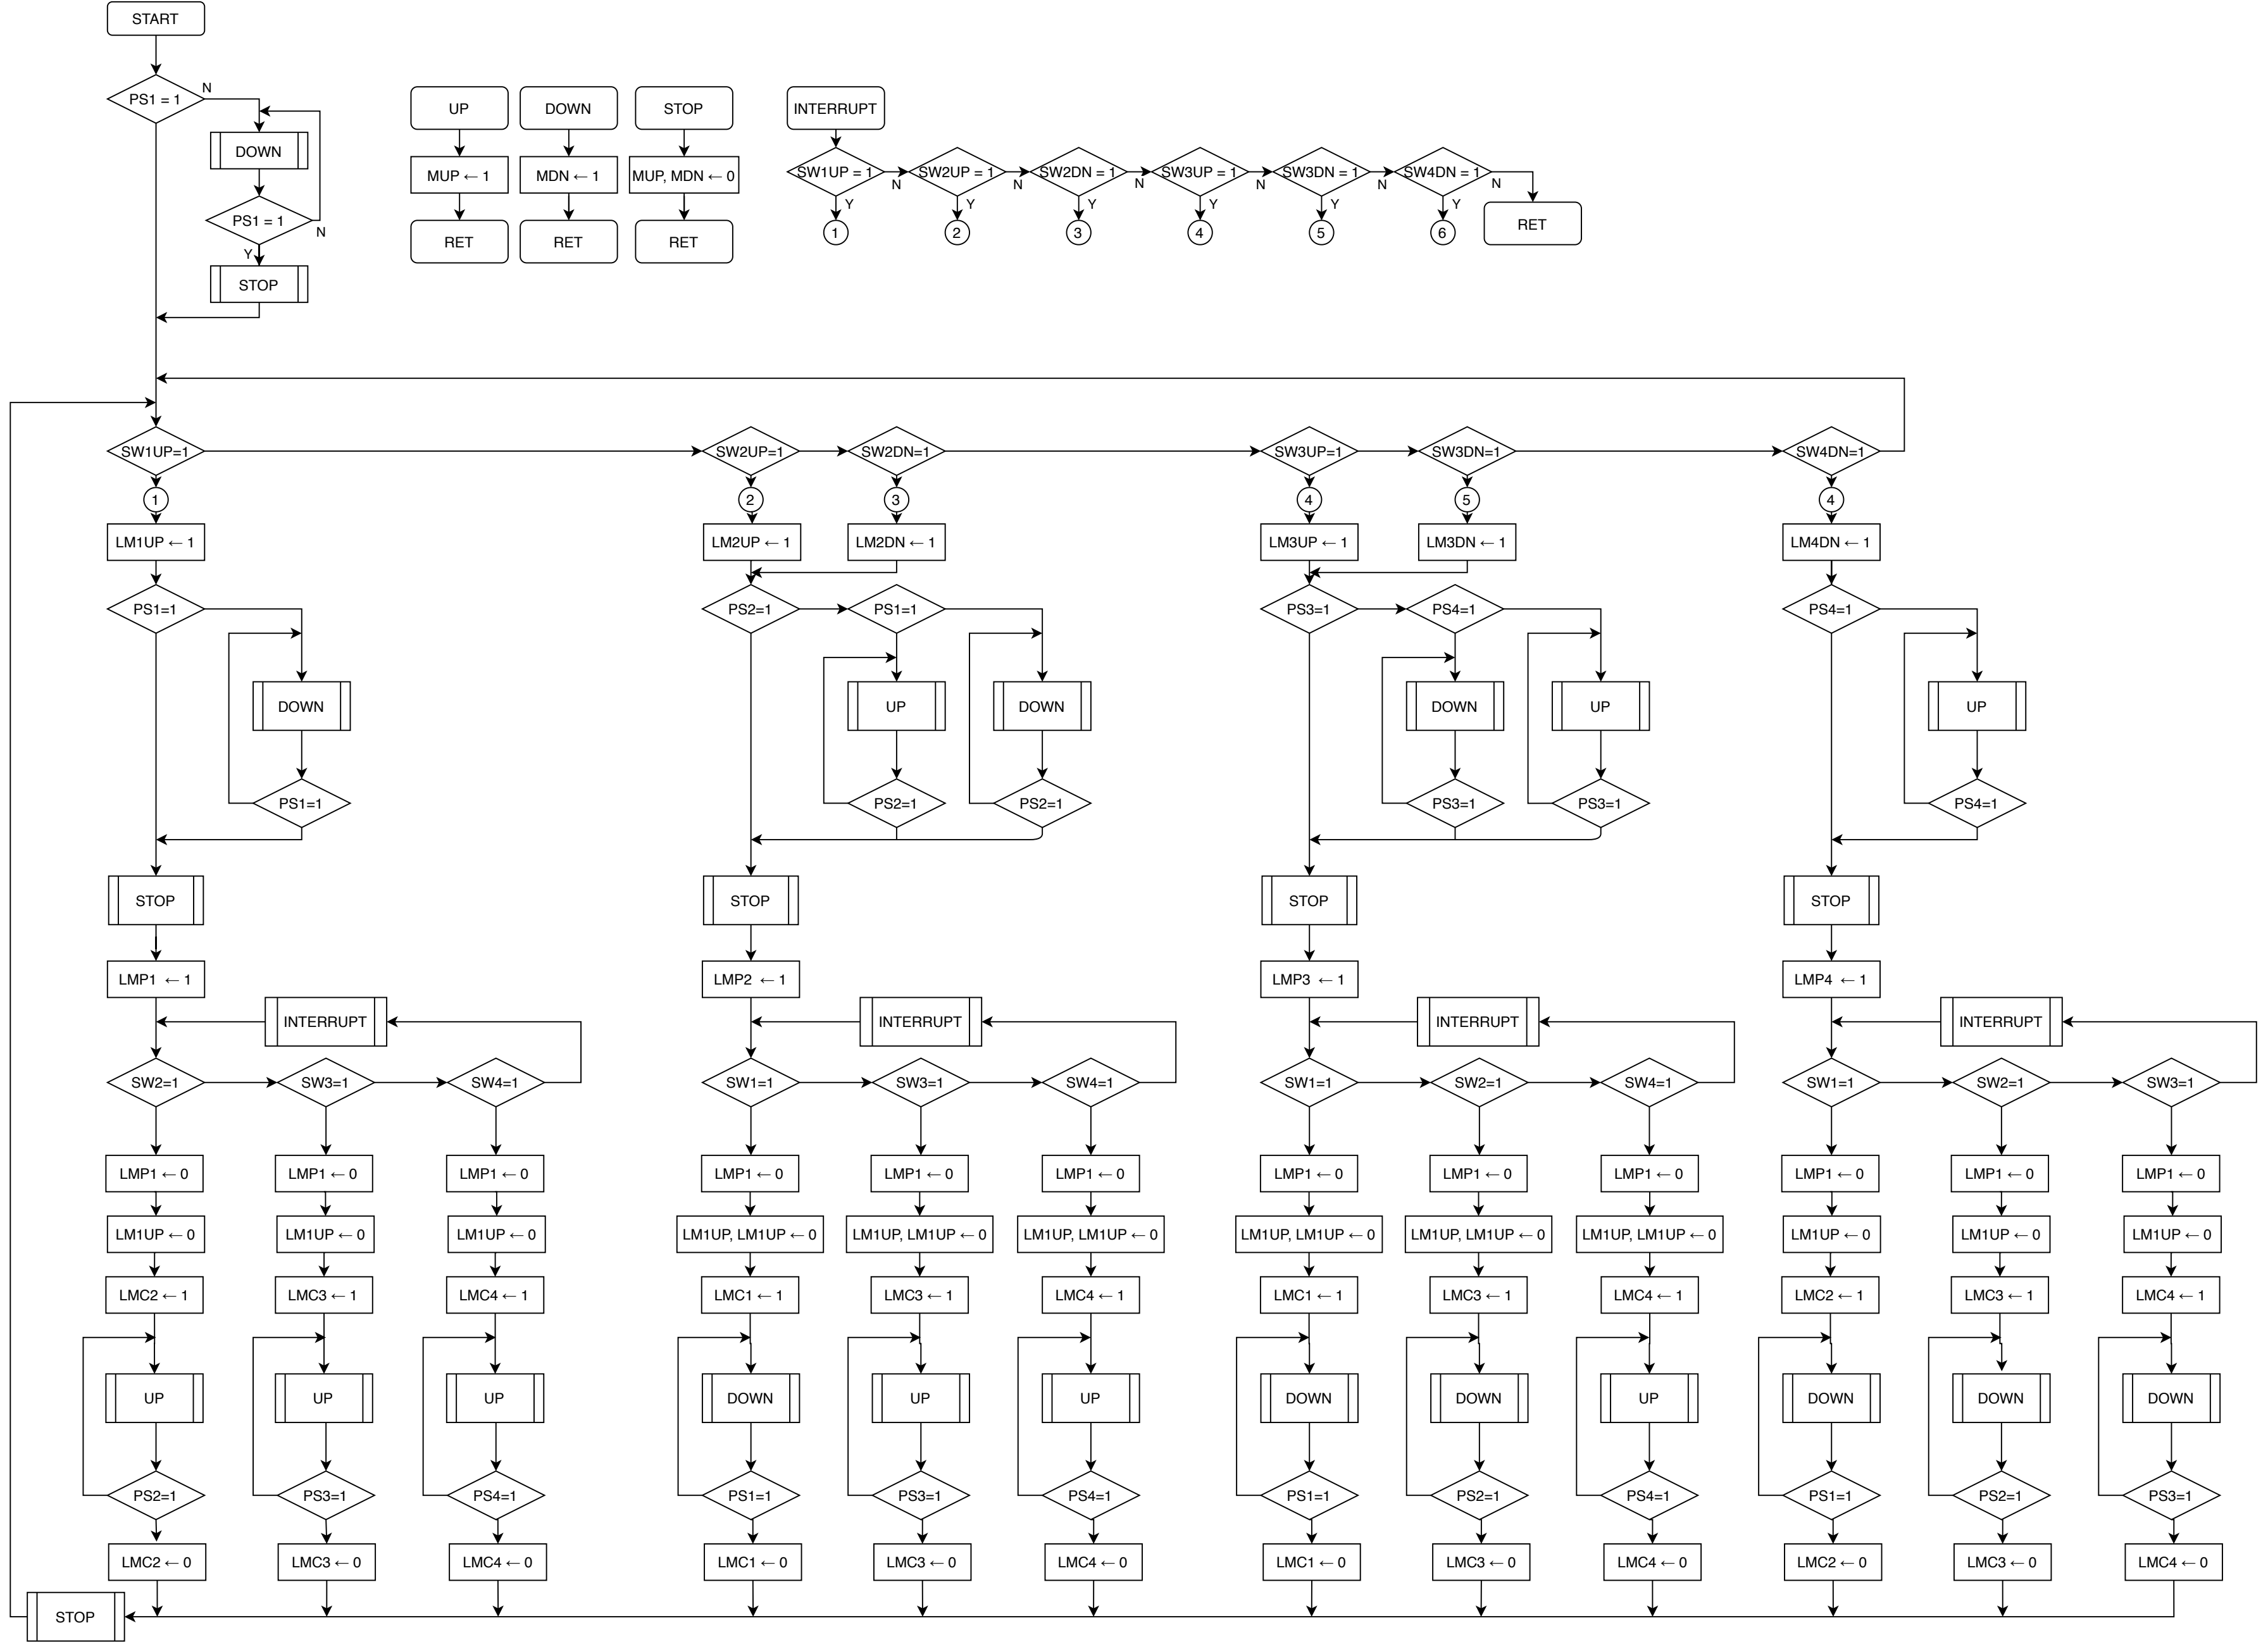 START
PS1 = 1
N
DOWN
PS1 = 1
N
Y
STOP
UP
MUP ← 1
RET
DOWN
MDN ← 1
RET
STOP
MUP, MDN ← 0
RET
INTERRUPT
SW1UP = 1
N
SW2UP = 1
N
SW2DN = 1
N
SW3UP = 1
N
SW3DN = 1
N
SW4DN = 1
N
Y
Y
Y
Y
Y
Y
1
2
3
4
5
6
RET
SW1UP=1
SW2UP=1
SW2DN=1
SW3UP=1
SW3DN=1
SW4DN=1
1
2
3
4
5
4
LM1UP ← 1
LM2UP ← 1
LM2DN ← 1
LM3UP ← 1
LM3DN ← 1
LM4DN ← 1
PS1=1
PS2=1
PS1=1
PS3=1
PS4=1
PS4=1
DOWN
UP
DOWN
DOWN
UP
UP
PS1=1
PS2=1
PS2=1
PS3=1
PS3=1
PS4=1
STOP
STOP
STOP
STOP
LMP1 ← 1
LMP2 ← 1
LMP3 ← 1
LMP4 ← 1
INTERRUPT
INTERRUPT
INTERRUPT
INTERRUPT
SW2=1
SW3=1
SW4=1
SW1=1
SW3=1
SW4=1
SW1=1
SW2=1
SW4=1
SW1=1
SW2=1
SW3=1
LMP1 ← 0
LMP1 ← 0
LMP1 ← 0
LMP1 ← 0
LMP1 ← 0
LMP1 ← 0
LMP1 ← 0
LMP1 ← 0
LMP1 ← 0
LMP1 ← 0
LMP1 ← 0
LMP1 ← 0
LM1UP ← 0
LM1UP ← 0
LM1UP ← 0
LM1UP, LM1UP ← 0
LM1UP, LM1UP ← 0
LM1UP, LM1UP ← 0
LM1UP, LM1UP ← 0
LM1UP, LM1UP ← 0
LM1UP, LM1UP ← 0
LM1UP ← 0
LM1UP ← 0
LM1UP ← 0
LMC2 ← 1
LMC3 ← 1
LMC4 ← 1
LMC1 ← 1
LMC3 ← 1
LMC4 ← 1
LMC1 ← 1
LMC3 ← 1
LMC4 ← 1
LMC2 ← 1
LMC3 ← 1
LMC4 ← 1
UP
UP
UP
DOWN
UP
UP
DOWN
DOWN
UP
DOWN
DOWN
DOWN
PS2=1
PS3=1
PS4=1
PS1=1
PS3=1
PS4=1
PS1=1
PS2=1
PS4=1
PS1=1
PS2=1
PS3=1
LMC2 ← 0
LMC3 ← 0
LMC4 ← 0
LMC1 ← 0
LMC3 ← 0
LMC4 ← 0
LMC1 ← 0
LMC3 ← 0
LMC4 ← 0
LMC2 ← 0
LMC3 ← 0
LMC4 ← 0
STOP